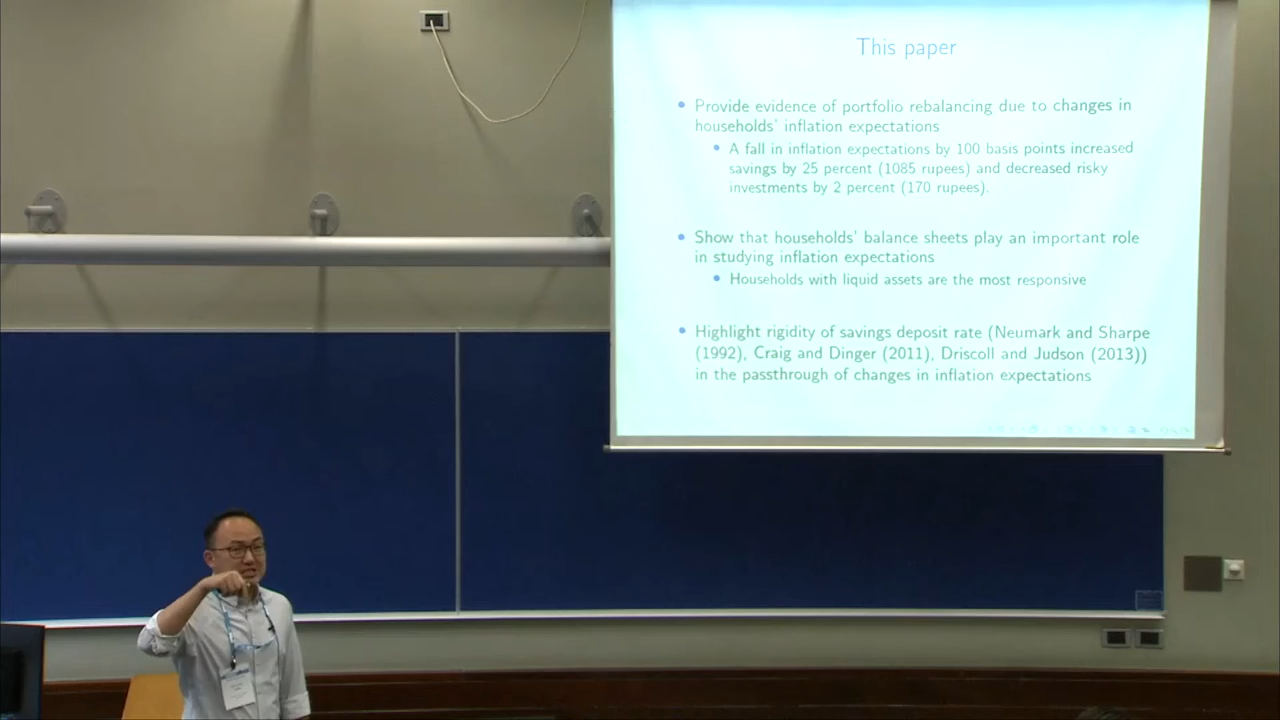 This paper
Provide evidence of portfolio rebalancing due to changes in
households' inflation expectations
A fall in inflation expectations by 100 basis points increased
savings by 25 percent (1085 rupees) and decreased risky
investments by 2 percent (170 rupees).
Show that households' balance sheets play an important role
in studying inflation expectations
Households with liquid assets are the most responsive
Highlight rigidity of savings deposit rate (Neumark and Sharpe
(1992), Craig and Dinger (2011), Driscoll and Judson (2013))
in the passthrough of changes in inflation expectations